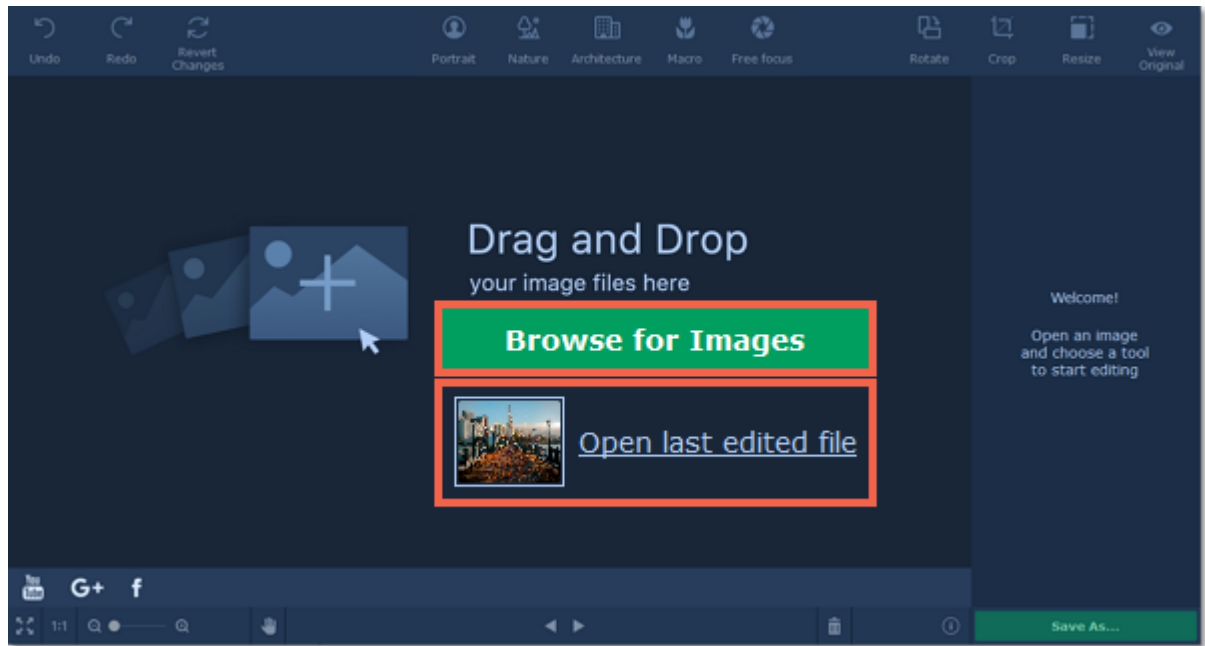 Undo
Redo
Revert
Changes
Portrait
Nature
Architecture
Macro
Free focus
Rotate
Crop
Resize
View
Original
Drag and Drop
your image files here
Browse for Images
Open last edited file
Welcome!
Open an image
and choose a tool
to start editing
You
Tube
G+
f
1:1
Save As...